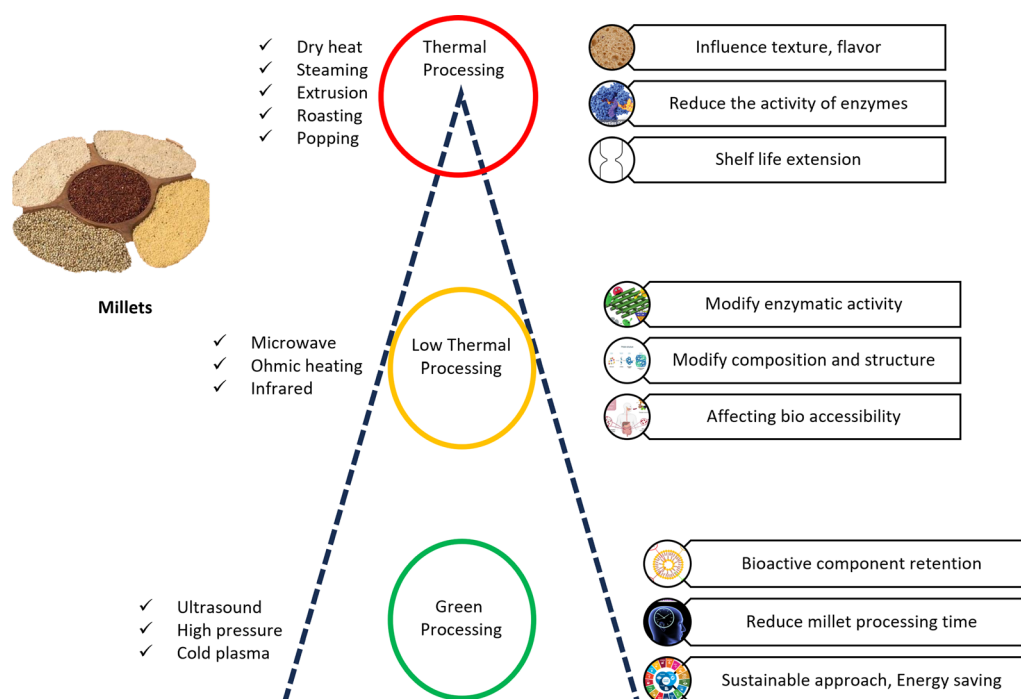 ✓ Dry heat
✓ Steaming
✓ Extrusion
✓ Roasting
✓ Popping
Thermal
Processing
Influence texture, flavor
Reduce the activity of enzymes
Shelf life extension
Millets
✓ Microwave
✓ Ohmic heating
✓ Infrared
Low Thermal
Processing
Modify enzymatic activity
Modify composition and structure
Affecting bio accessibility
✓ Ultrasound
✓ High pressure
✓ Cold plasma
Green
Processing
Bioactive component retention
Reduce millet processing time
Sustainable approach, Energy saving